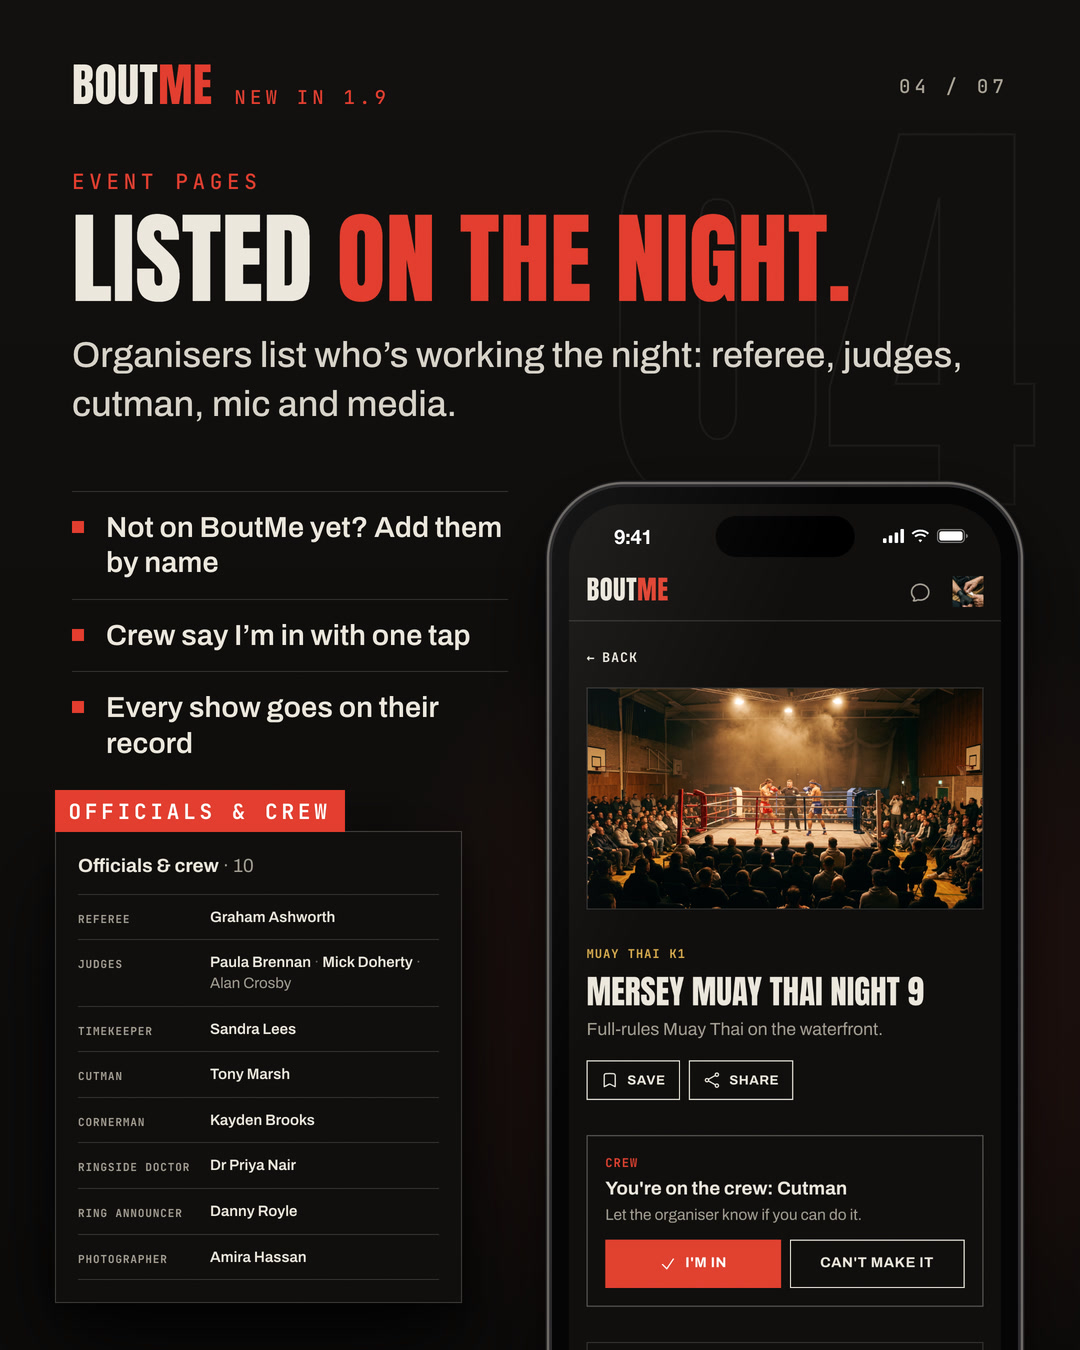 BOUTME NEW IN 1.9
04 / 07
04
EVENT PAGES
LISTED ON THE NIGHT.
Organisers list who’s working the night: referee, judges,
cutman, mic and media.
Not on BoutMe yet? Add them
by name
Crew say I’m in with one tap
Every show goes on their
record
OFFICIALS & CREW
Officials & crew · 10
REFEREE Graham Ashworth
JUDGES Paula Brennan · Mick Doherty ·
Alan Crosby
TIMEKEEPER Sandra Lees
CUTMAN Tony Marsh
CORNERMAN Kayden Brooks
RINGSIDE DOCTOR Dr Priya Nair
RING ANNOUNCER Danny Royle
PHOTOGRAPHER Amira Hassan
9:41
BOUTME
← BACK
MUAY THAI K1
MERSEY MUAY THAI NIGHT 9
Full-rules Muay Thai on the waterfront.
SAVE SHARE
CREW
You're on the crew: Cutman
Let the organiser know if you can do it.
I'M IN CAN'T MAKE IT